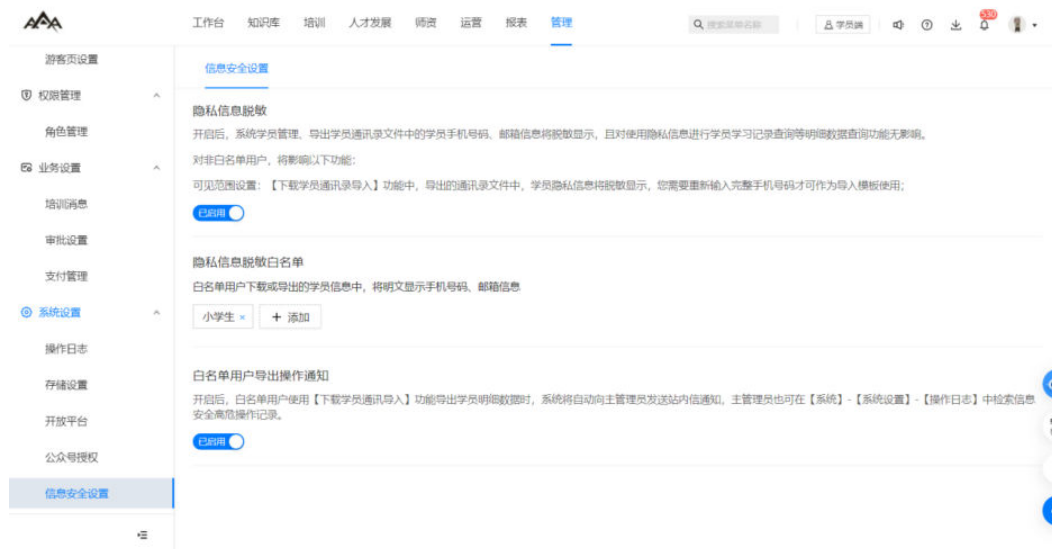 工作台 知识库 培训 人才发展 师资 运营 报表 管理 搜索菜单名称 学员端 530
游客页设置
权限管理
角色管理
业务设置
培训消息
审批设置
支付管理
系统设置
操作日志
存储设置
开放平台
公众号授权
信息安全设置
信息安全设置
隐私信息脱敏
开启后，系统学员管理、导出学员通讯录文件中的学员手机号码、邮箱信息将脱敏显示，且对使用隐私信息进行学员学习记录查询等明细数据查询功能无影响。
对非白名单用户，将影响以下功能：
可见范围设置：【下载学员通讯录导入】功能中，导出的通讯录文件中，学员隐私信息将脱敏显示，您需要重新输入完整手机号码才可作为导入模板使用；
已启用
隐私信息脱敏白名单
白名单用户下载或导出的学员信息中，将明文显示手机号码、邮箱信息
小学生 × + 添加
白名单用户导出操作通知
开启后，白名单用户使用【下载学员通讯导入】功能导出学员明细数据时，系统将自动向主管理员发送站内信通知，主管理员也可在【系统】-【系统设置】-【操作日志】中检索信息
安全高危操作记录。
已启用